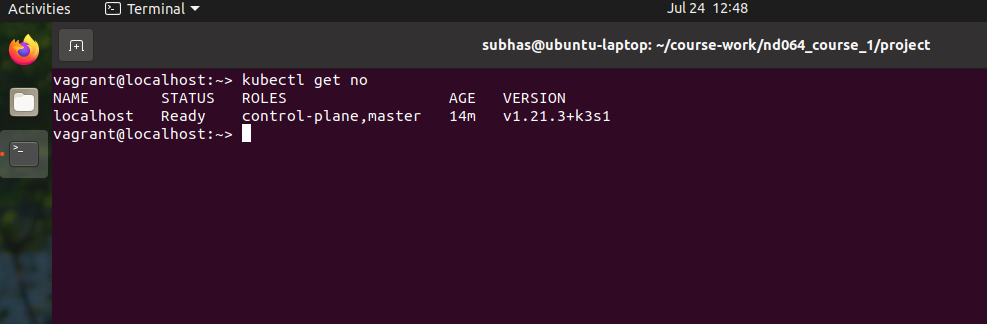 Activities Terminal Jul 24 12:48
subhas@ubuntu-laptop: ~/course-work/nd064_course_1/project
vagrant@localhost:~> kubectl get no
NAME STATUS ROLES AGE VERSION
localhost Ready control-plane,master 14m v1.21.3+k3s1
vagrant@localhost:~>